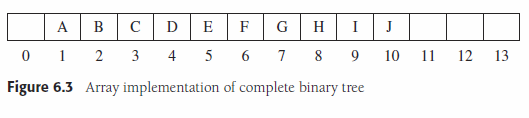 A B C D E F G H I J
0 1 2 3 4 5 6 7 8 9 10 11 12 13
Figure 6.3 Array implementation of complete binary tree